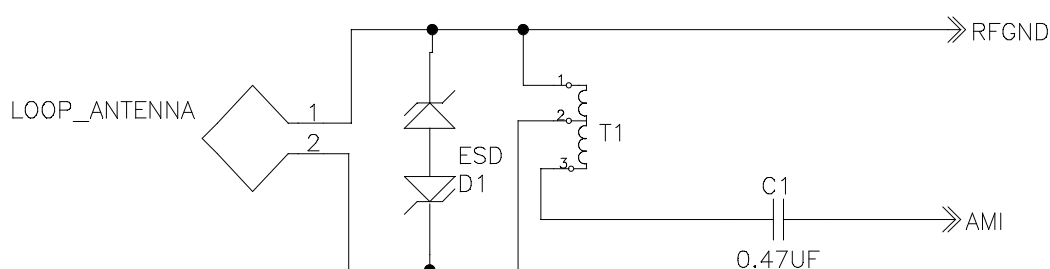 RFGND
LOOP_ANTENNA
1
2
1
2
3
T1
ESD
D1
C1
0.47UF
AMI